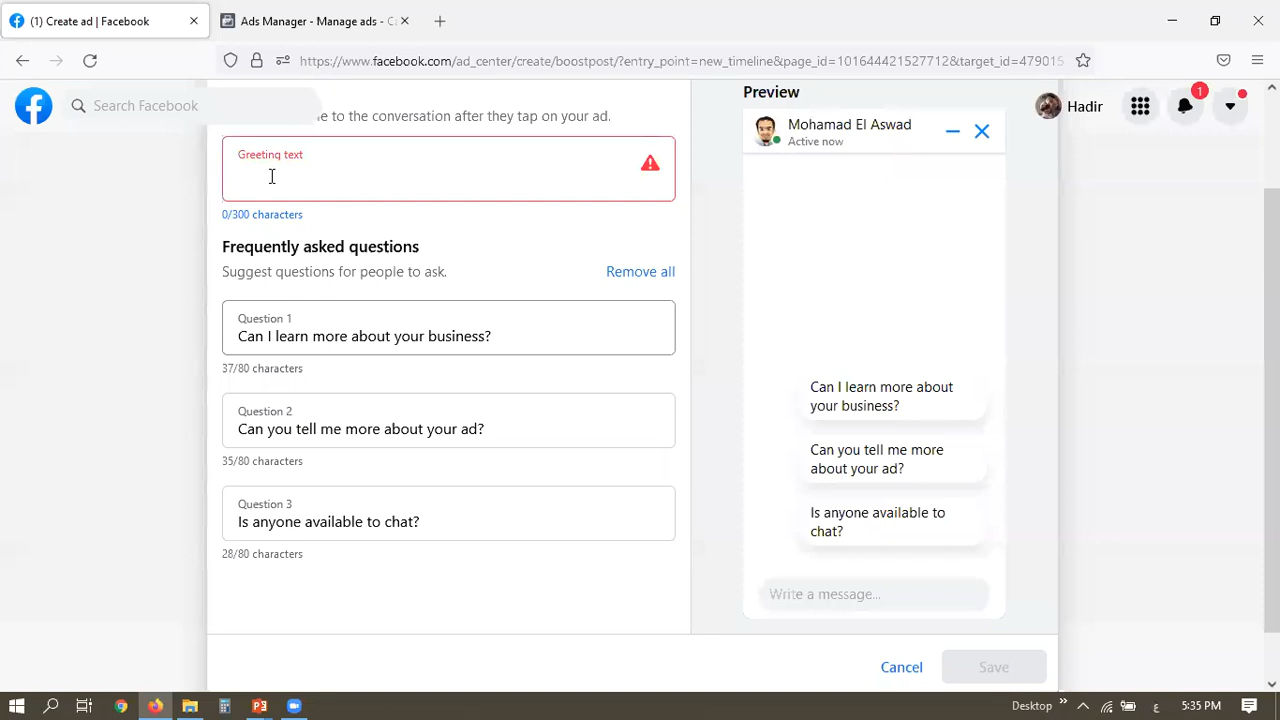 (1) Create ad | Facebook
Ads Manager - Manage ads -
https://www.facebook.com/ad_center/create/boostpost/?entry_point=new_timeline&page_id=101644421527712&target_id=479015
Search Facebook
Hadir
1
to the conversation after they tap on your ad.
Greeting text
0/300 characters
Frequently asked questions
Suggest questions for people to ask.
Remove all
Question 1
Can I learn more about your business?
37/80 characters
Question 2
Can you tell me more about your ad?
35/80 characters
Question 3
Is anyone available to chat?
28/80 characters
Preview
Mohamad El Aswad
Active now
Can I learn more about
your business?
Can you tell me more
about your ad?
Is anyone available to
chat?
Write a message...
Cancel
Save
Desktop
ع
5:35 PM